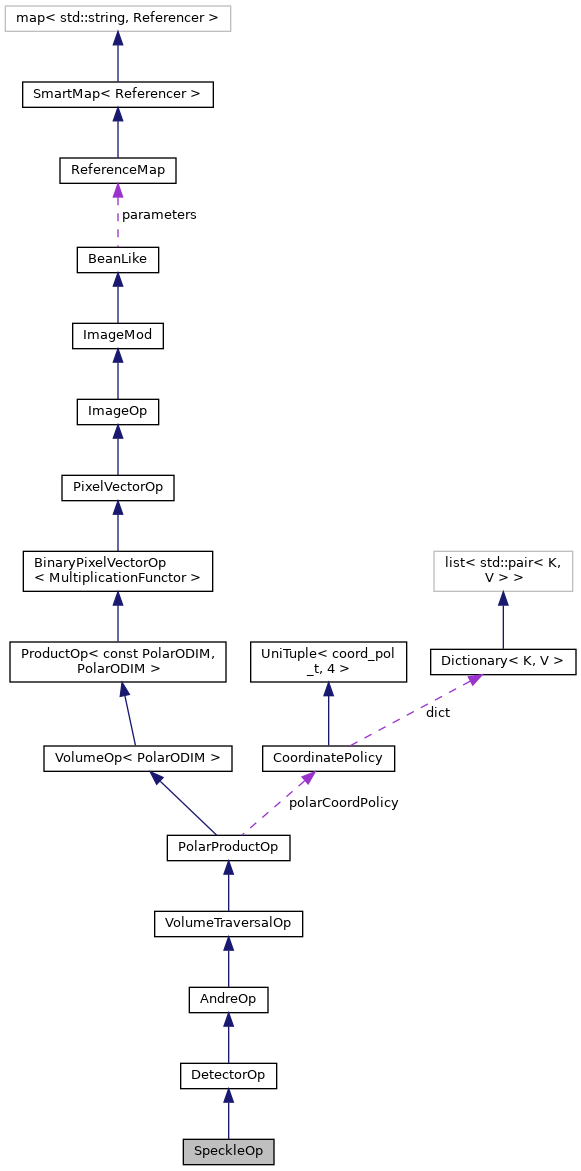 map< std::string, Referencer >
SmartMap< Referencer >
ReferenceMap
parameters
BeanLike
ImageMod
ImageOp
PixelVectorOp
BinaryPixelVectorOp
< MultiplicationFunctor >
list< std::pair< K,
V > >
ProductOp< const PolarODIM,
PolarODIM >
UniTuple< coord_pol
_t, 4 >
Dictionary< K, V >
dict
VolumeOp< PolarODIM >
CoordinatePolicy
polarCoordPolicy
PolarProductOp
VolumeTraversalOp
AndreOp
DetectorOp
SpeckleOp